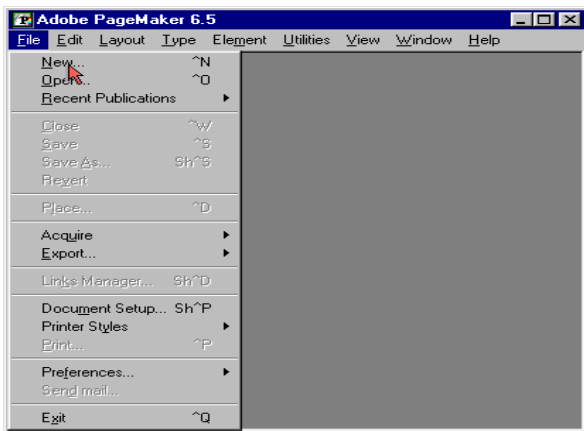 Adobe PageMaker 6.5
File Edit Layout Type Element Utilities View Window Help
New... ^N
Open... ^O
Recent Publications
Close ^W
Save ^S
Save As... Sh^S
Revert
Place... ^D
Acquire
Export...
Links Manager... Sh^D
Document Setup... Sh^P
Printer Styles
Print... ^P
Preferences...
Send mail...
Exit ^Q